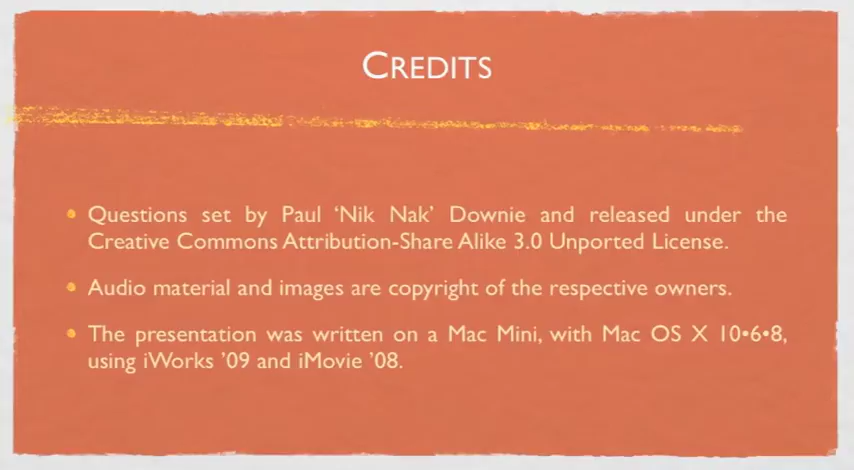 CREDITS
• Questions set by Paul ‘Nik Nak’ Downie and released under the
Creative Commons Attribution-Share Alike 3.0 Unported License.
• Audio material and images are copyright of the respective owners.
• The presentation was written on a Mac Mini, with Mac OS X 10•6•8,
using iWorks ’09 and iMovie ’08.